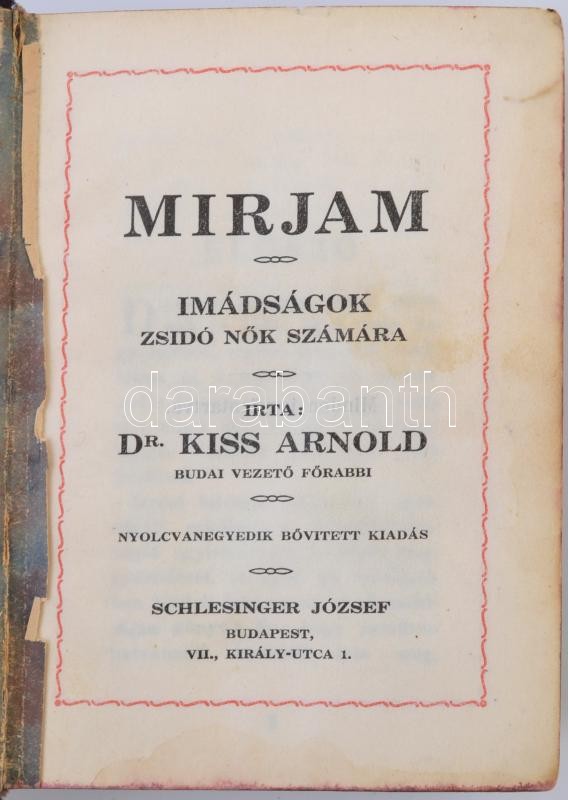 MIRJAM
IMÁDSÁGOK
ZSIDÓ NŐK SZÁMÁRA
darabanth
IRTA:
DR. KISS ARNOLD
BUDAI VEZETŐ FŐRABBI
NYOLCVANEGYEDIK BŐVITETT KIADÁS
SCHLESINGER JÓZSEF
BUDAPEST,
VII., KIRÁLY-UTCA 1.